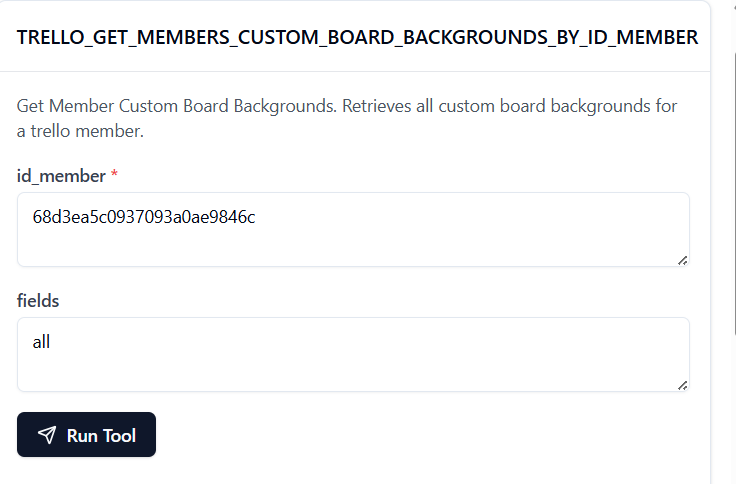 TRELLO_GET_MEMBERS_CUSTOM_BOARD_BACKGROUNDS_BY_ID_MEMBER
Get Member Custom Board Backgrounds. Retrieves all custom board backgrounds for
a trello member.
id_member *
68d3ea5c0937093a0ae9846c
fields
all
Run Tool